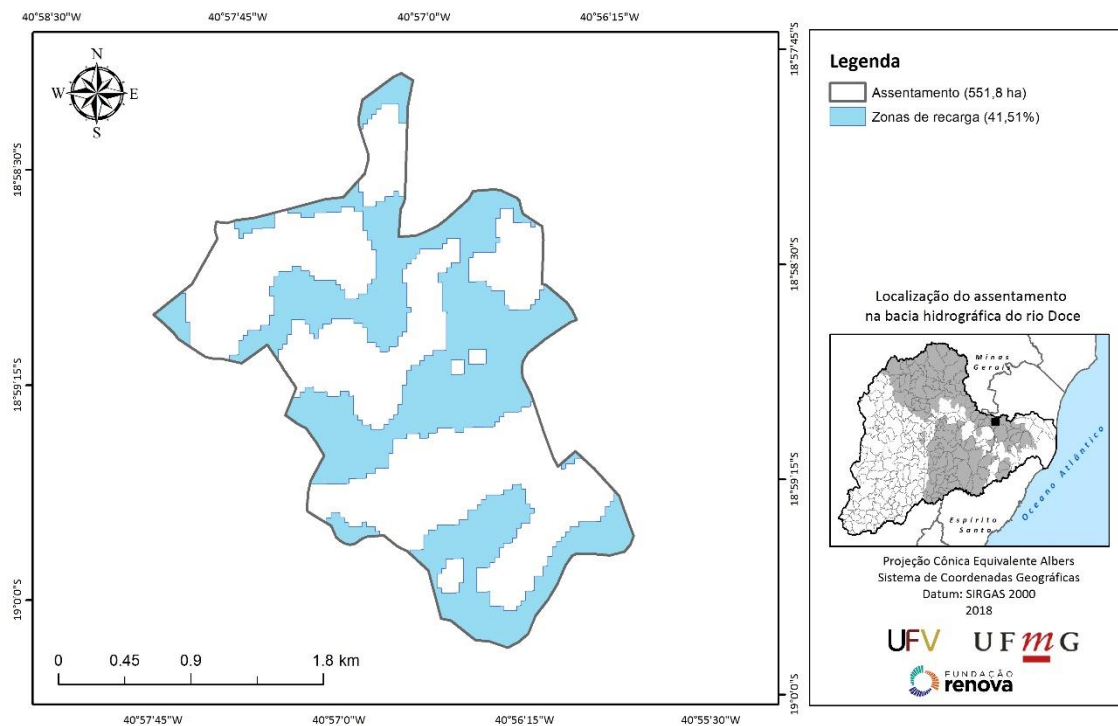 40°58'30"W
40°57'45"W
40°57'0"W
40°56'15"W
N
W E
S
18°58'30"S
18°59'15"S
19°0'0"S
18°57'45"S
18°58'30"S
18°59'15"S
19°0'0"S
0 0.45 0.9 1.8 km
40°57'45"W
40°57'0"W
40°56'15"W
40°55'30"W
Legenda
Assentamento (551,8 ha)
Zonas de recarga (41,51%)
Localização do assentamento
na bacia hidrográfica do rio Doce
Minas
Gerais
Oceano Atlântico
Espírito
Santo
Projeção Cônica Equivalente Albers
Sistema de Coordenadas Geográficas
Datum: SIRGAS 2000
2018
UFV
UFmG
FUNDAÇÃO
renova